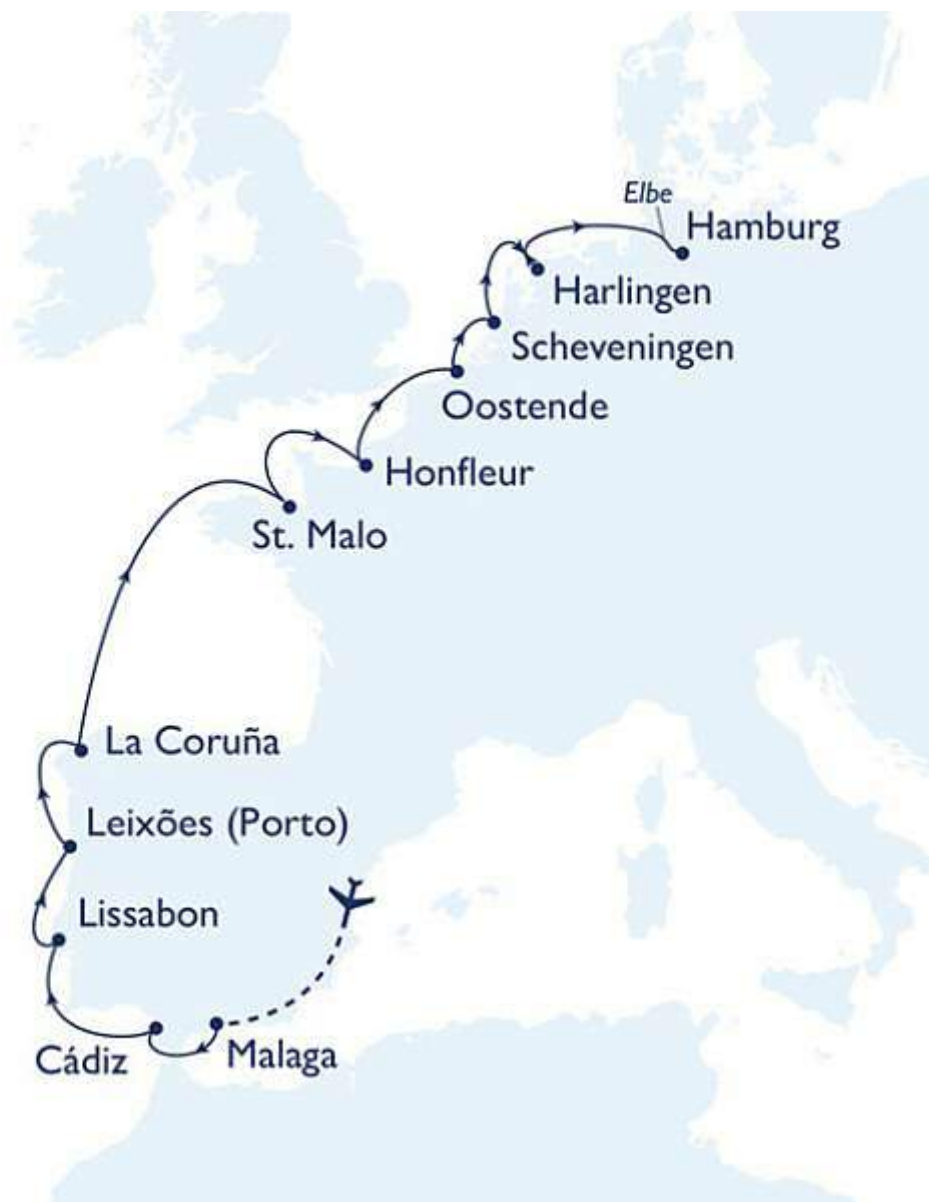 Elbe
Hamburg
Harlingen
Scheveningen
Oostende
Honfleur
St. Malo
La Coruña
Leixões (Porto)
Lissabon
Cádiz
Malaga